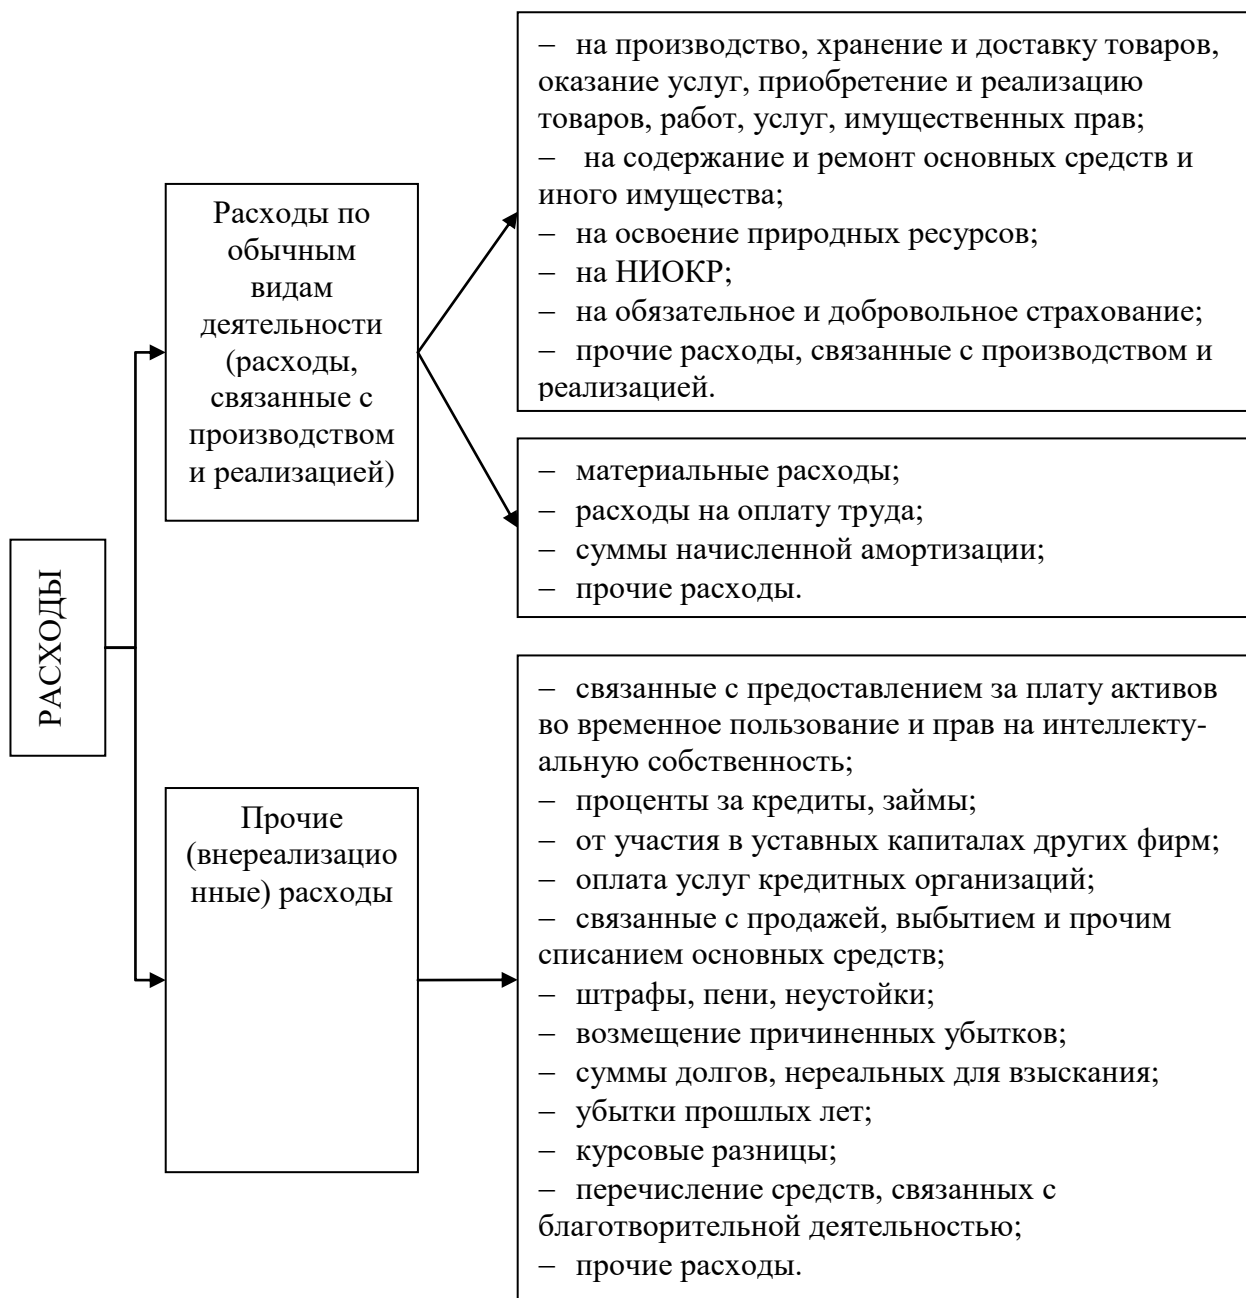 РАСХОДЫ
Расходы по
обычным
видам
деятельности
(расходы,
связанные с
производством
и реализацией)
– на производство, хранение и доставку товаров,
оказание услуг, приобретение и реализацию
товаров, работ, услуг, имущественных прав;
– на содержание и ремонт основных средств и
иного имущества;
– на освоение природных ресурсов;
– на НИОКР;
– на обязательное и добровольное страхование;
– прочие расходы, связанные с производством и
реализацией.
– материальные расходы;
– расходы на оплату труда;
– суммы начисленной амортизации;
– прочие расходы.
Прочие
(внереализацио
нные) расходы
– связанные с предоставлением за плату активов
во временное пользование и прав на интеллекту-
альную собственность;
– проценты за кредиты, займы;
– от участия в уставных капиталах других фирм;
– оплата услуг кредитных организаций;
– связанные с продажей, выбытием и прочим
списанием основных средств;
– штрафы, пени, неустойки;
– возмещение причиненных убытков;
– суммы долгов, нереальных для взыскания;
– убытки прошлых лет;
– курсовые разницы;
– перечисление средств, связанных с
благотворительной деятельностью;
– прочие расходы.